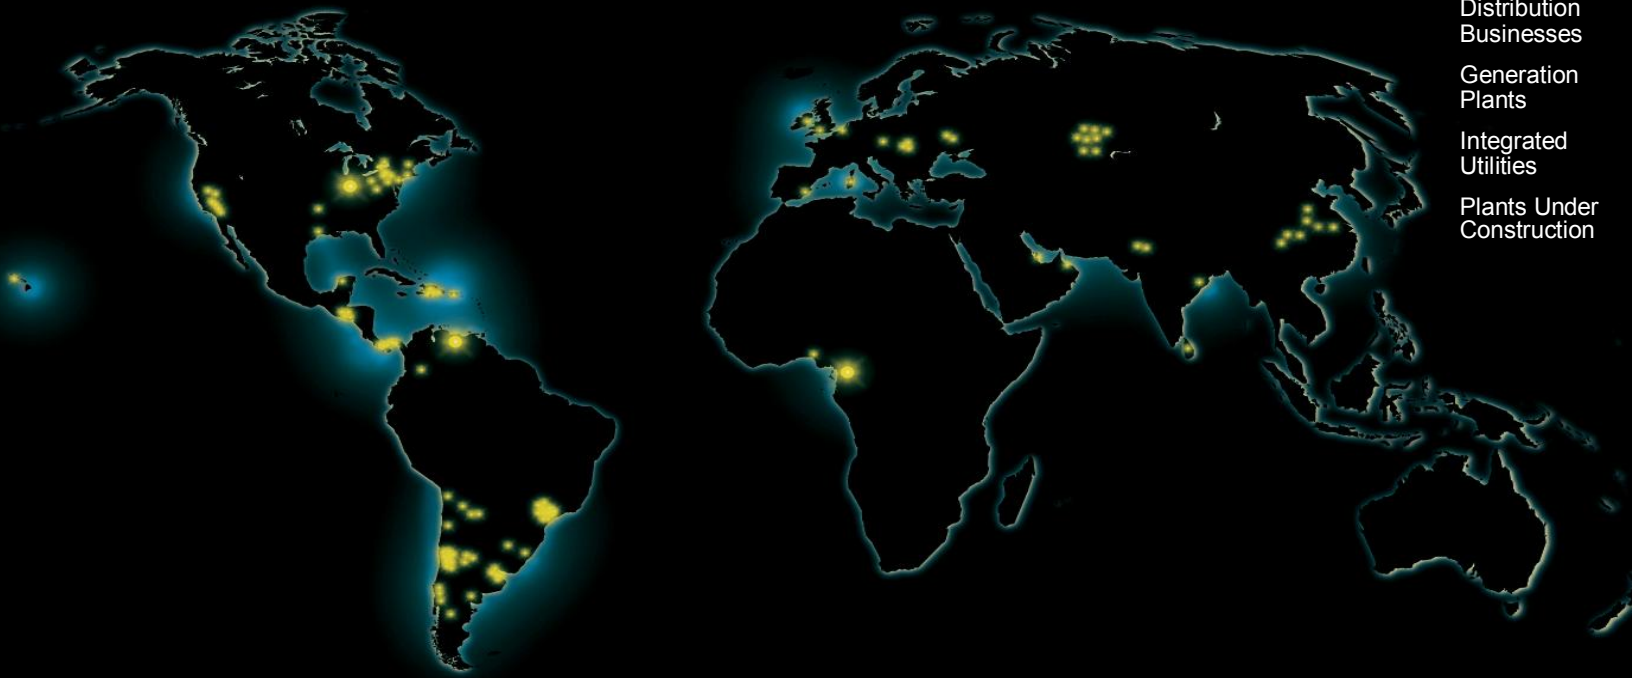 Distribution
Businesses
Generation
Plants
Integrated
Utilities
Plants Under
Construction